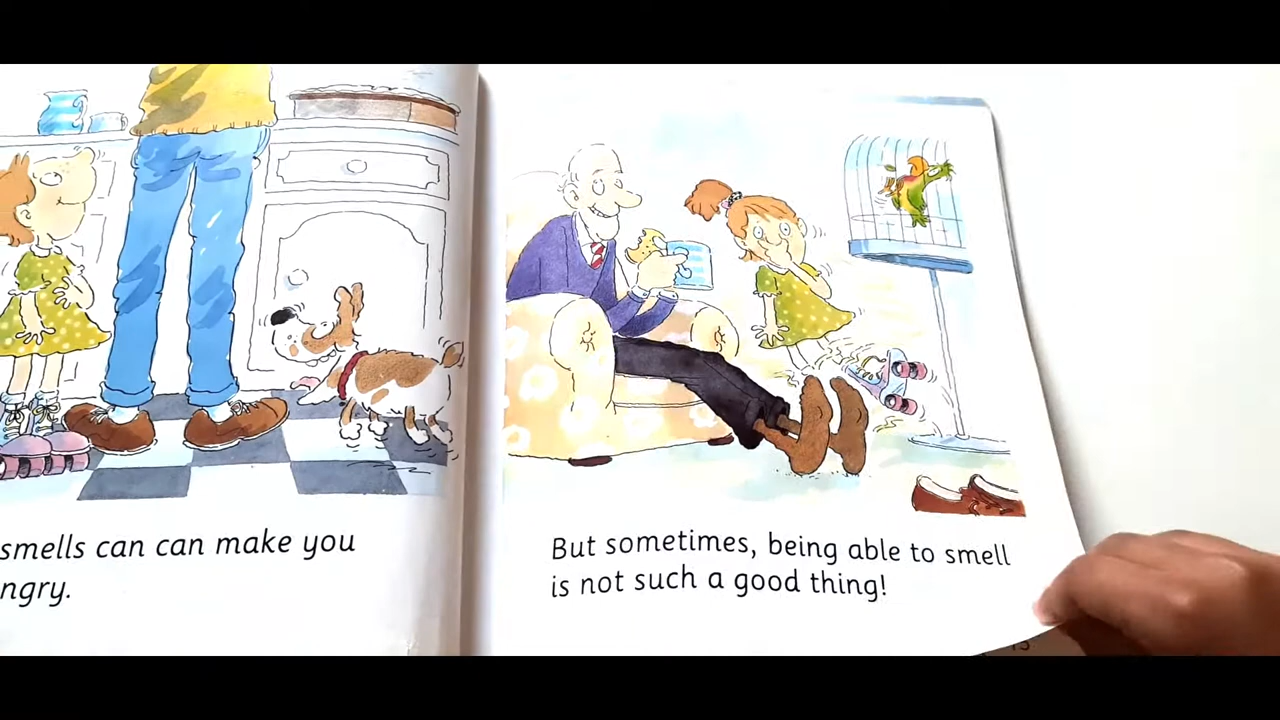 smells can can make you
ngry.
But sometimes, being able to smell
is not such a good thing!